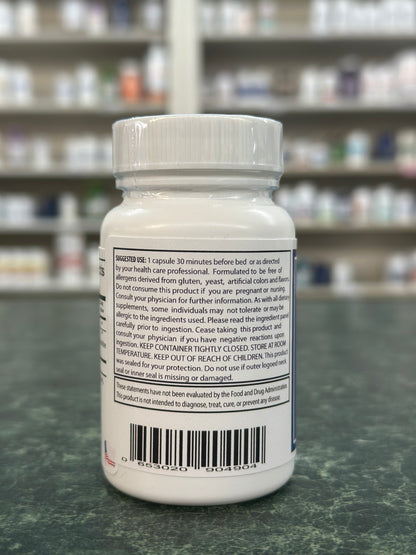 SUGGESTED USE: 1 capsule 30 minutes before bed or as directed
by your health care professional. Formulated to be free of
allergens derived from gluten, yeast, artificial colors and flavors.
Do not consume this product if you are pregnant or nursing.
Consult your physician for further information. As with all dietary
supplements, some individuals may not tolerate or may be
allergic to the ingredients used. Please read the ingredient panel
carefully prior to ingestion. Cease taking this product and
consult your physician if you have negative reactions upon
ingestion. KEEP CONTAINER TIGHTLY CLOSED. STORE AT ROOM
TEMPERATURE. KEEP OUT OF REACH OF CHILDREN. This product
was sealed for your protection. Do not use if outer logoed neck
seal or inner seal is missing or damaged.
These statements have not been evaluated by the Food and Drug Administration.
This product is not intended to diagnose, treat, cure, or prevent any disease.
0 653020 904904